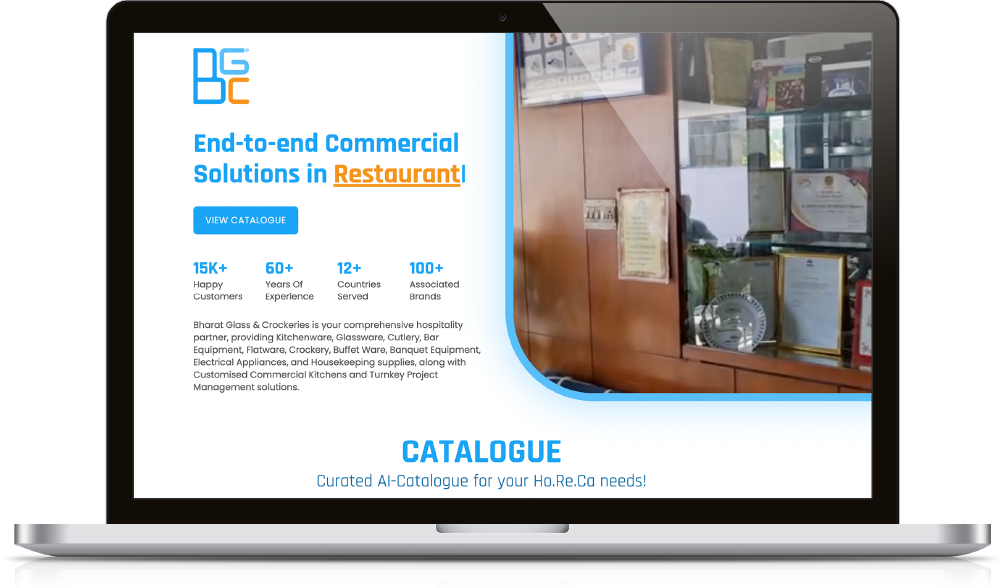 BGC
End-to-end Commercial
Solutions in Restaurant
VIEW CATALOGUE
15K+
Happy
Customers
60+
Years Of
Experience
12+
Countries
Served
100+
Associated
Brands
Bharat Glass & Crockeries is your comprehensive hospitality
partner, providing Kitchenware, Glassware, Cutlery, Bar
Equipment, Flatware, Crockery, Buffet Ware, Banquet Equipment,
Electrical Appliances, and Housekeeping supplies, along with
Customised Commercial Kitchens and Turnkey Project
Management solutions.
CATALOGUE
Curated AI-Catalogue for your Ho.Re.Ca needs!